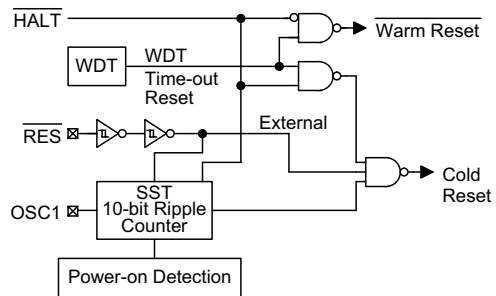 HALT
Warm Reset
WDT
WDT
Time-out
Reset
RES
External
Cold
Reset
OSC1
SST
10-bit Ripple
Counter
Power-on Detection